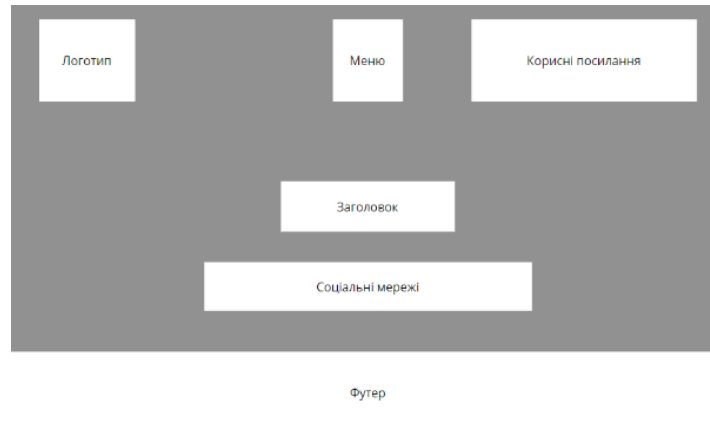 Логотип
Меню
Корисні посилання
Заголовок
Соціальні мережі
Футер